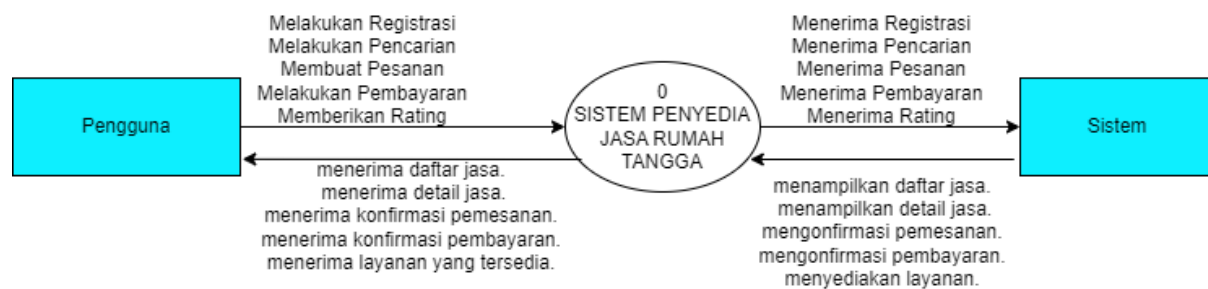 Melakukan Registrasi
Melakukan Pencarian
Membuat Pesanan
Melakukan Pembayaran
Memberikan Rating
Menerima Registrasi
Menerima Pencarian
Menerima Pesanan
Menerima Pembayaran
Menerima Rating
Pengguna
0
SISTEM PENYEDIA
JASA RUMAH
TANGGA
Sistem
menerima daftar jasa.
menerima detail jasa.
menerima konfirmasi pemesanan.
menerima konfirmasi pembayaran.
menerima layanan yang tersedia.
menampilkan daftar jasa.
menampilkan detail jasa.
mengonfirmasi pemesanan.
mengonfirmasi pembayaran.
menyediakan layanan.